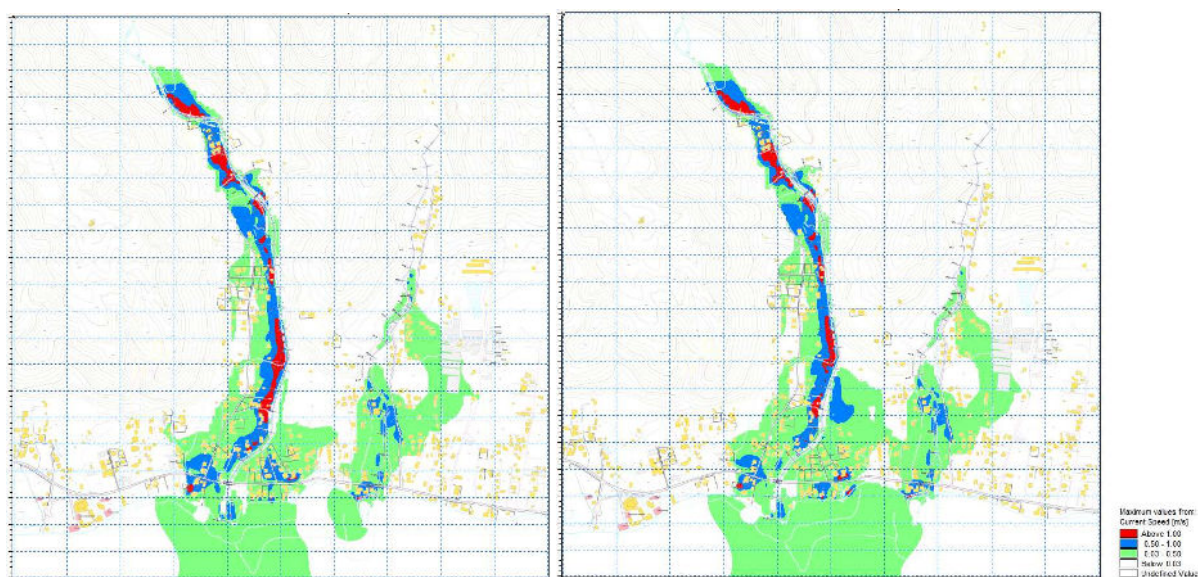 Maximum values from:
Current Speed [m/s]
Above 1.00
0.50 - 1.00
0.03 - 0.50
Below 0.03
Undefined Value